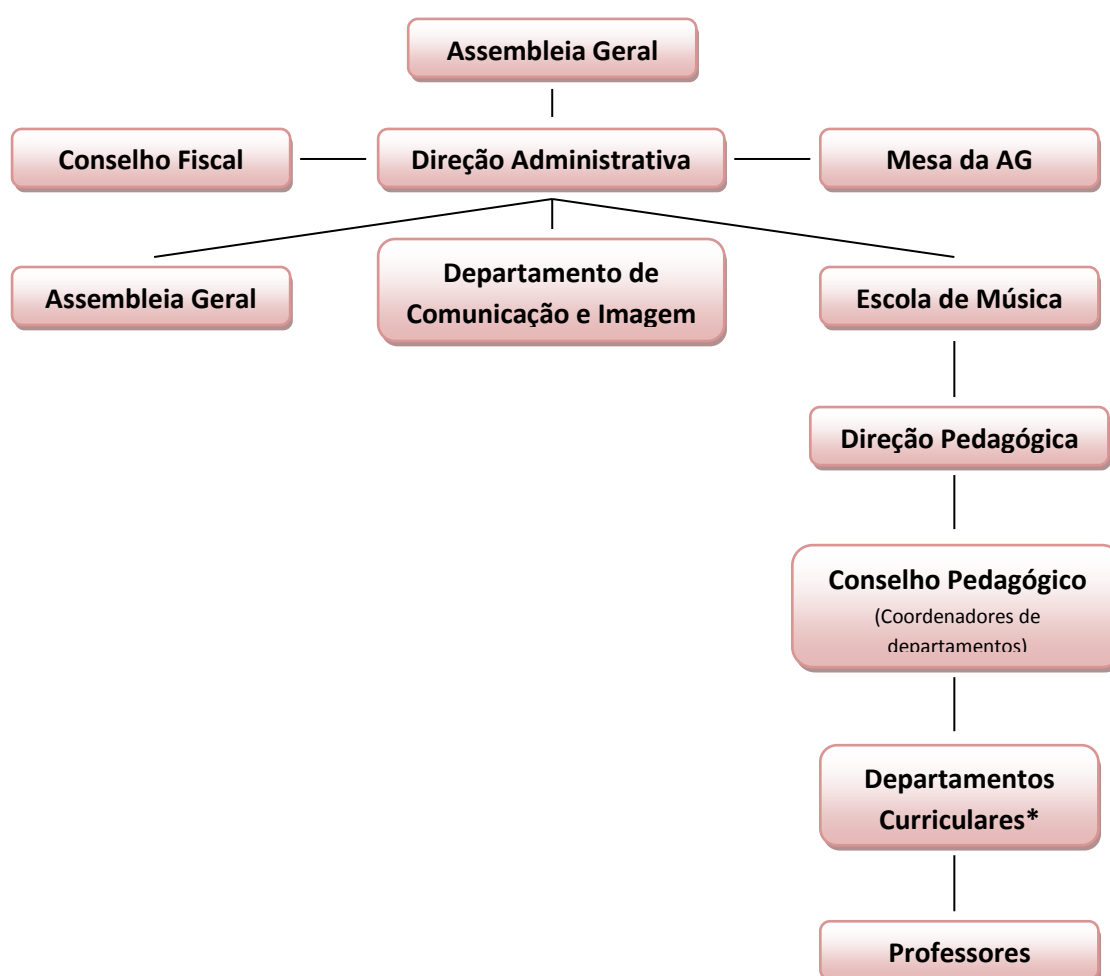 Assembleia Geral
Conselho Fiscal
Direção Administrativa
Mesa da AG
Assembleia Geral
Departamento de
Comunicação e Imagem
Escola de Música
Direção Pedagógica
Conselho Pedagógico
(Coordenadores de
departamentos)
Departamentos
Curriculares*
Professores